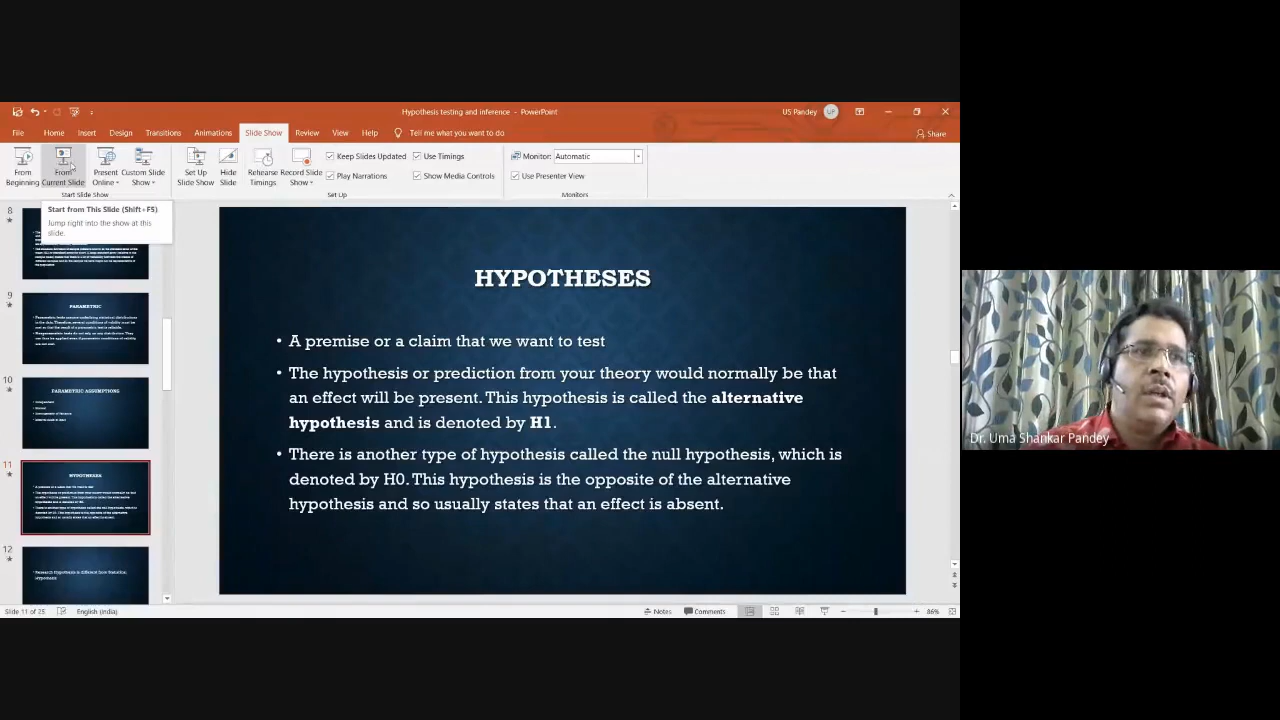 Hypothesis testing and inference - PowerPoint
US Pandey
UP
File Home Insert Design Transitions Animations Slide Show Review View Help Tell me what you want to do
Share
From Beginning
From Current Slide
Present Online
Custom Slide Show
Start Slide Show
Set Up Slide Show
Hide Slide
Rehearse Timings
Record Slide Show
Keep Slides Updated
Play Narrations
Use Timings
Show Media Controls
Set Up
Monitor: Automatic
Use Presenter View
Monitors
Start from This Slide (Shift+F5)
Jump right into the show at this
slide.
8
9
PARAMETRIC
10
PARAMETRIC ASSUMPTIONS
11
HYPOTHESES
12
Research Hypothesis is different from Statistical
Hypothesis
HYPOTHESES
• A premise or a claim that we want to test
• The hypothesis or prediction from your theory would normally be that
an effect will be present. This hypothesis is called the alternative
hypothesis and is denoted by H1.
• There is another type of hypothesis called the null hypothesis, which is
denoted by H0. This hypothesis is the opposite of the alternative
hypothesis and so usually states that an effect is absent.
Dr. Uma Shankar Pandey
Slide 11 of 25 English (India) Notes Comments 86%